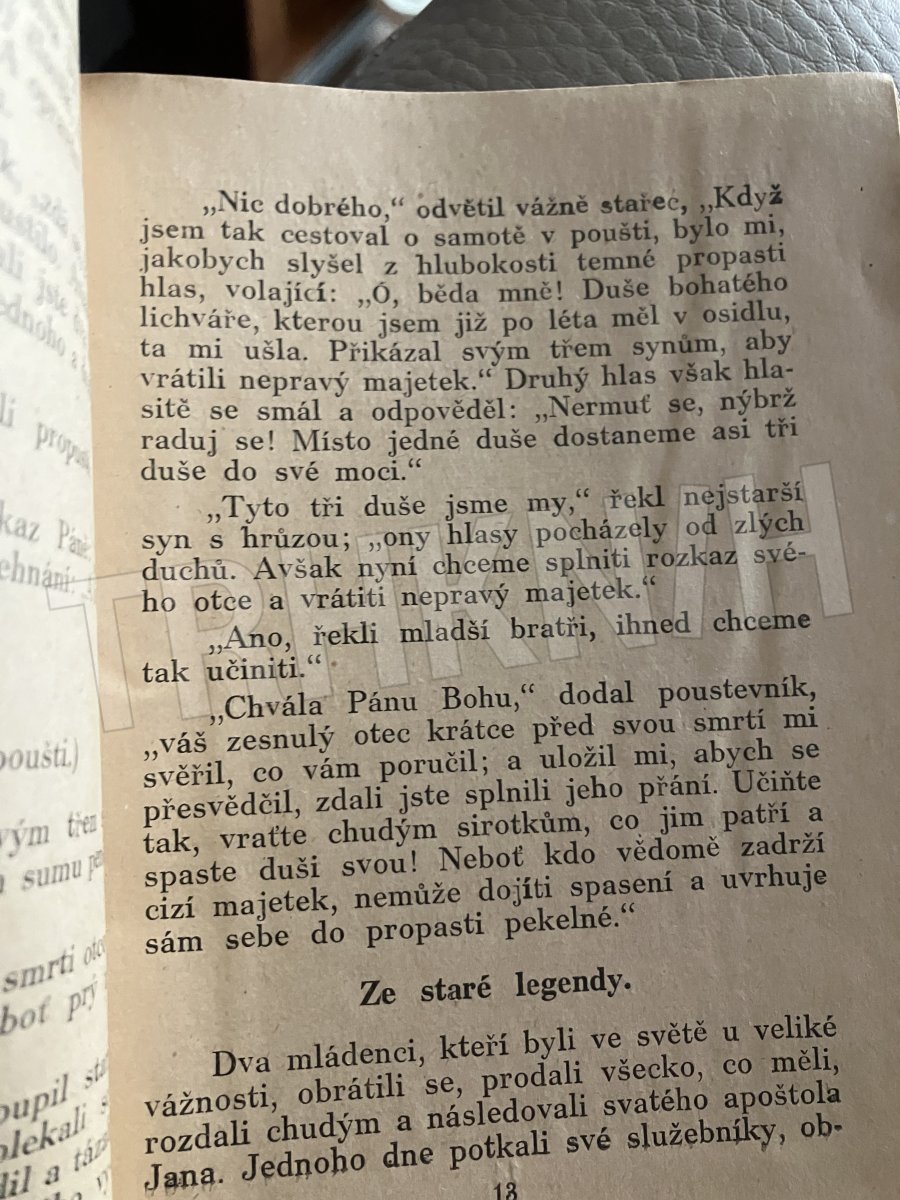 „Nic dobrého,“ odvětil vážně stařec, „Když
jsem tak cestoval o samotě v poušti, bylo mi,
jakobych slyšel z hlubokosti temné propasti
hlas, volající: „Ó, běda mně! Duše bohatého
lichváře, kterou jsem již po léta měl v osidlu,
ta mi ušla. Přikázal svým třem synům, aby
vrátili nepravý majetek.“ Druhý hlas však hla-
sitě se smál a odpověděl: „Nermuť se, nýbrž
raduj se! Místo jedné duše dostaneme asi tři
duše do své moci.“
„Tyto tři duše jsme my,“ řekl nejstarší
syn s hrůzou; „ony hlasy pocházely od zlých
duchů. Avšak nyní chceme splniti rozkaz své-
ho otce a vrátiti nepravý majetek.“
„Ano, řekli mladší bratři, ihned chceme
tak učiniti.“
„Chvála Pánu Bohu,“ dodal poustevník,
„váš zesnulý otec krátce před svou smrtí mi
svěřil, co vám poručil; a uložil mi, abych se
přesvědčil, zdali jste splnili jeho přání. Učiňte
tak, vraťte chudým sirotkům, co jim patří a
spaste duši svou! Neboť kdo vědomě zadrží
cizí majetek, nemůže dojíti spasení a uvrhuje
sám sebe do propasti pekelné.“
Ze staré legendy.
Dva mládenci, kteří byli ve světě u veliké
vážnosti, obrátili se, prodali všecko, co měli,
rozdali chudým a následovali svatého apoštola
Jana. Jednoho dne potkali své služebníky, ob-
13